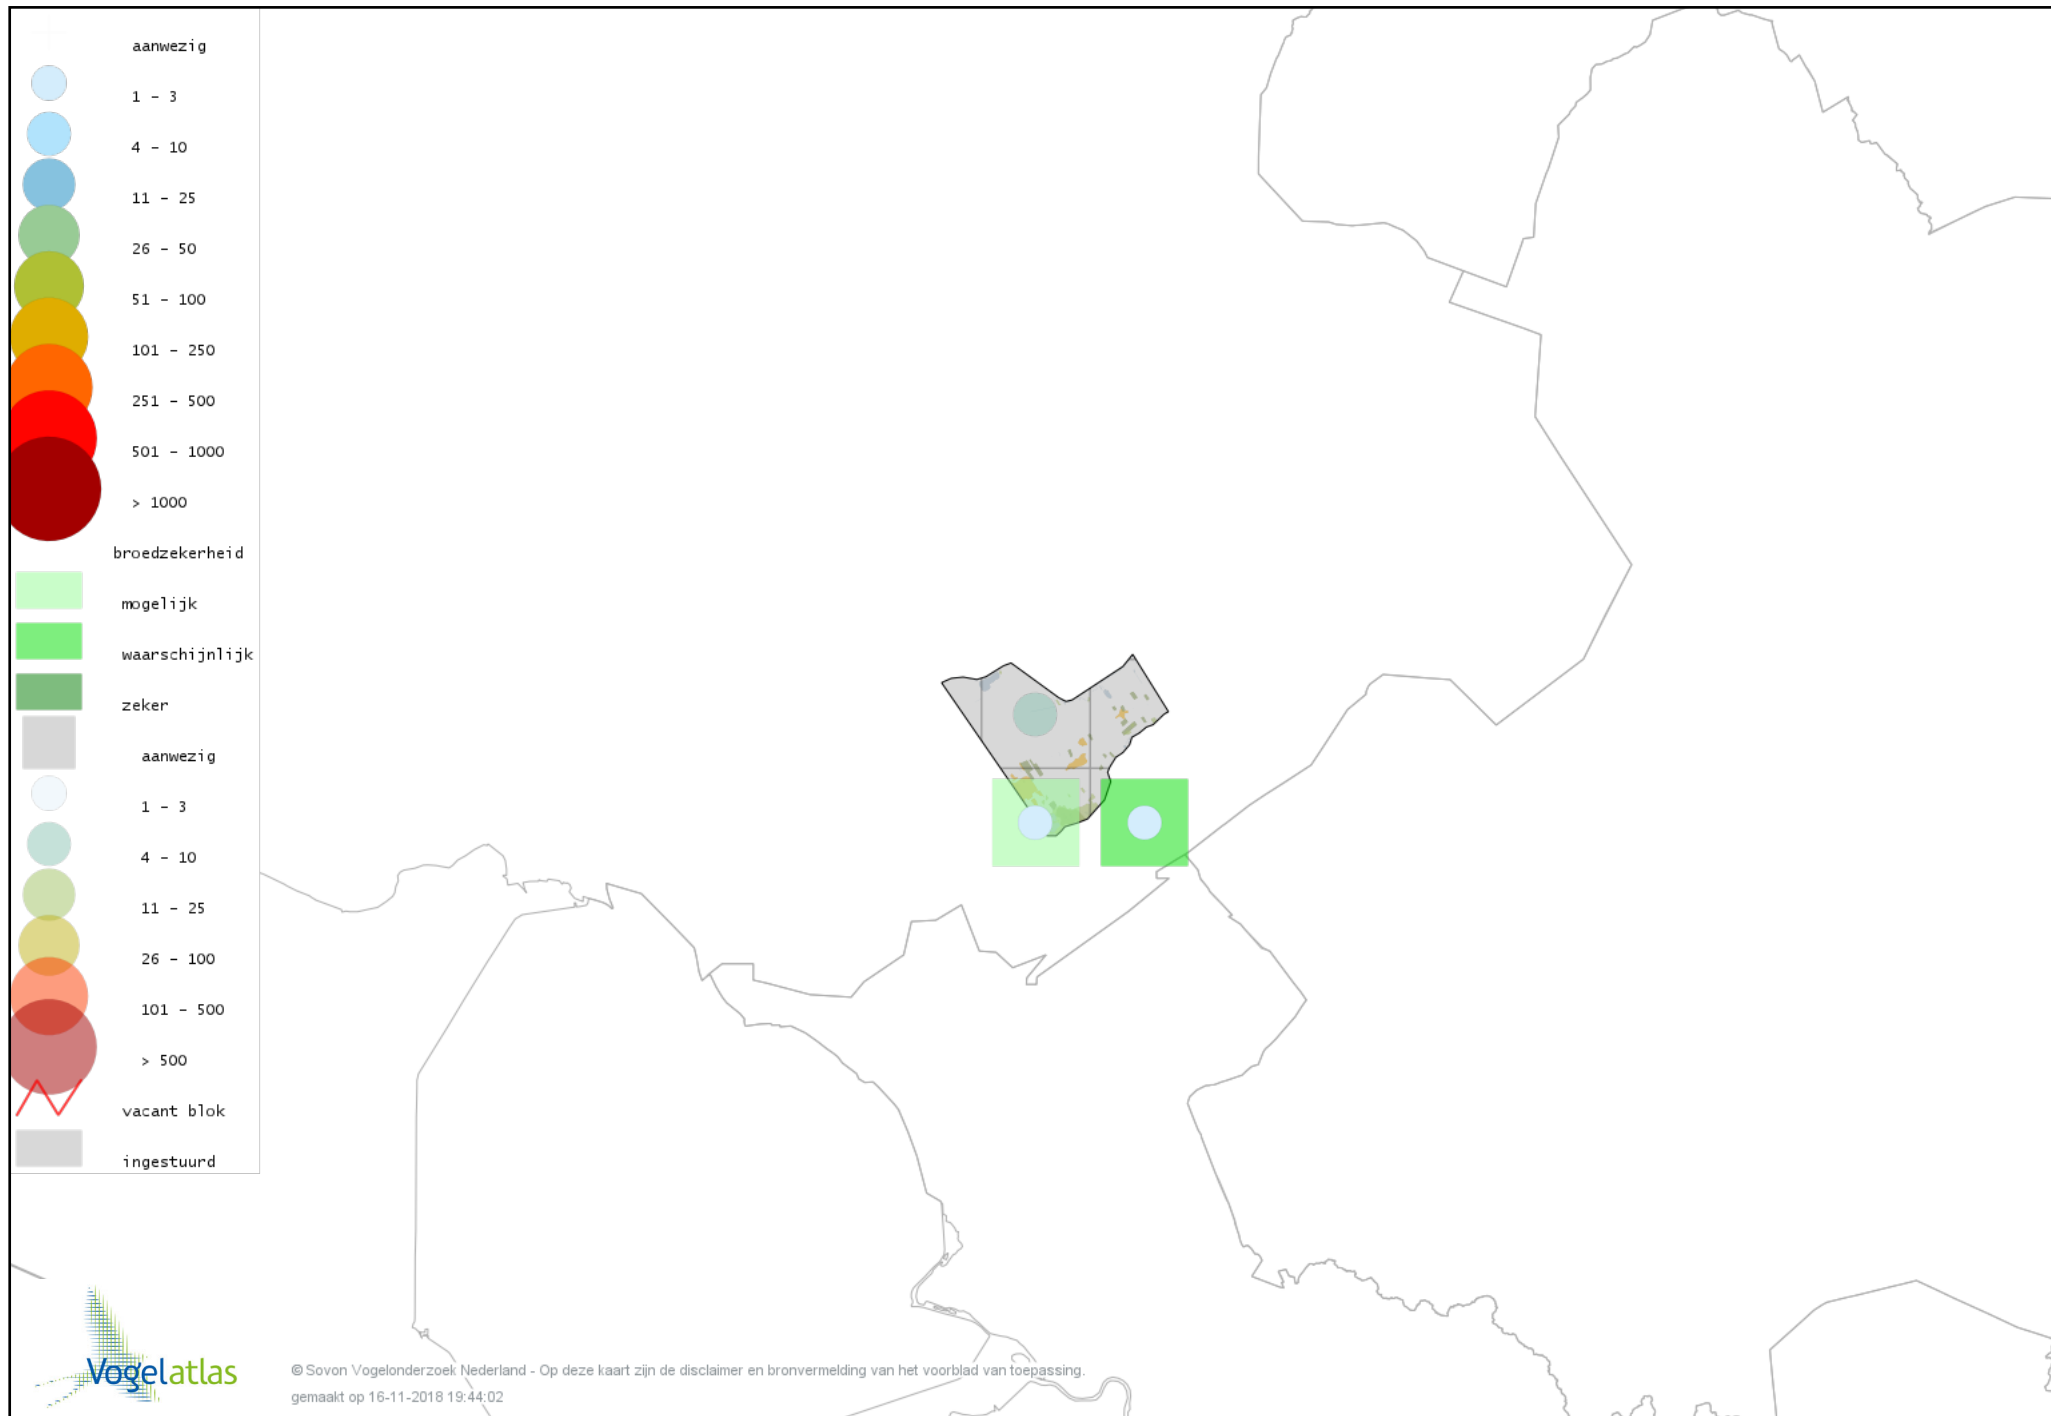 aanwezig
1 - 3
4 - 10
11 - 25
26 - 50
51 - 100
101 - 250
251 - 500
501 - 1000
> 1000
broedzekerheid
mogelijk
waarschijnlijk
zeker
aanwezig
1 - 3
4 - 10
11 - 25
26 - 100
101 - 500
> 500
vacant blok
ingestuurd
Vogelatlas
© Sovon Vogelonderzoek Nederland - Op deze kaart zijn de disclaimer en bronvermelding van het voorblad van toepassing.
gemaakt op 16-11-2018 19:44:02